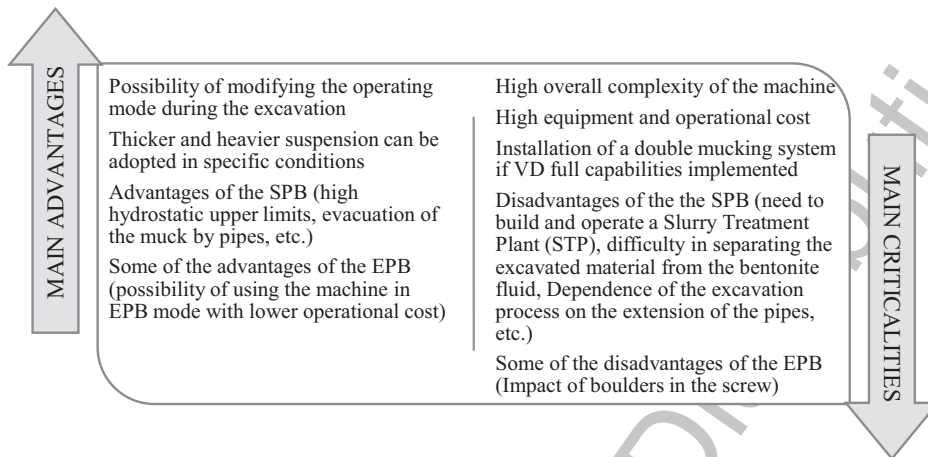 MAIN ADVANTAGES
Possibility of modifying the operating
mode during the excavation
Thicker and heavier suspension can be
adopted in specific conditions
Advantages of the SPB (high
hydrostatic upper limits, evacuation of
the muck by pipes, etc.)
Some of the advantages of the EPB
(possibility of using the machine in
EPB mode with lower operational cost)
High overall complexity of the machine
High equipment and operational cost
Installation of a double mucking system
if VD full capabilities implemented
Disadvantages of the the SPB (need to
build and operate a Slurry Treatment
Plant (STP), difficulty in separating the
excavated material from the bentonite
fluid, Dependence of the excavation
process on the extension of the pipes,
etc.)
Some of the disadvantages of the EPB
(Impact of boulders in the screw)
MAIN CRITICALITIES